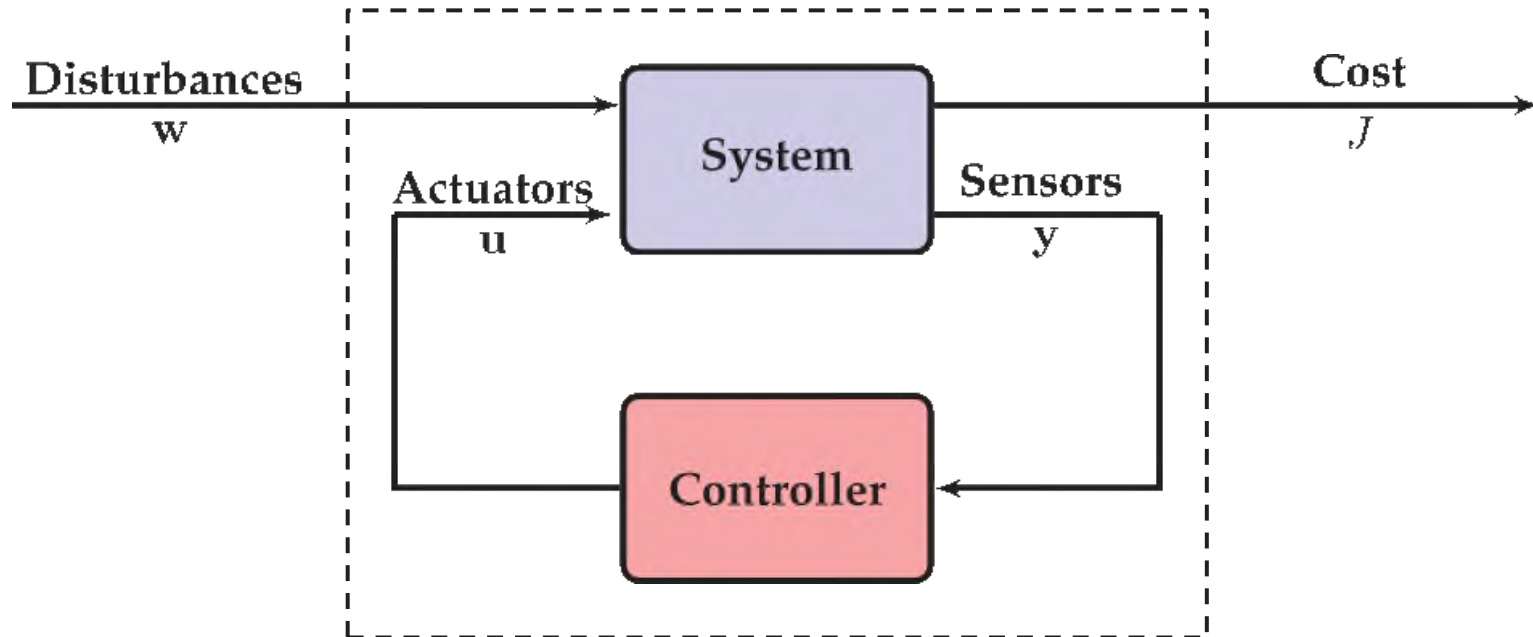 Disturbances
w
Cost
J
System
Actuators
u
Sensors
y
Controller